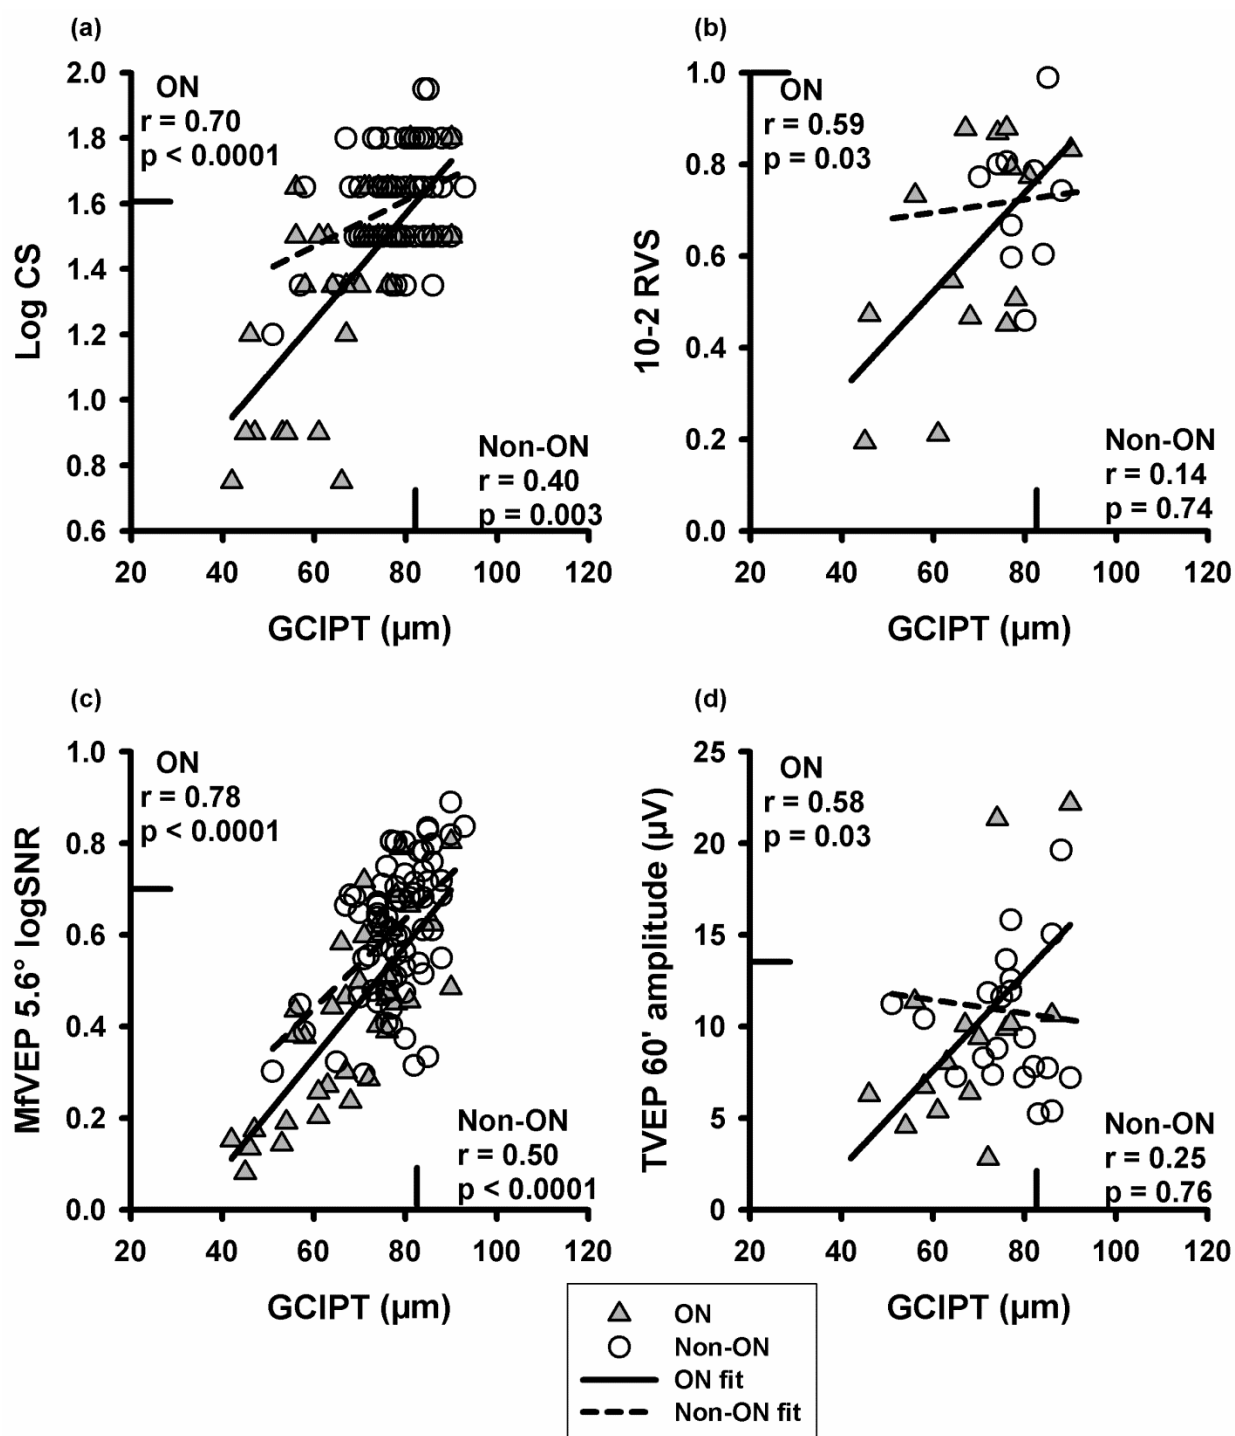 (a)
2.0
1.8
1.6
1.4
1.2
1.0
0.8
0.6
Log CS
ON
r = 0.70
p < 0.0001
Non-ON
r = 0.40
p = 0.003
20 40 60 80 100 120
GCIPT (µm)
(b)
1.0
0.8
0.6
0.4
0.2
0.0
10-2 RVS
ON
r = 0.59
p = 0.03
Non-ON
r = 0.14
p = 0.74
20 40 60 80 100 120
GCIPT (µm)
(c)
1.0
0.8
0.6
0.4
0.2
0.0
MfVEP 5.6° logSNR
ON
r = 0.78
p < 0.0001
Non-ON
r = 0.50
p < 0.0001
20 40 60 80 100 120
GCIPT (µm)
(d)
25
20
15
10
5
0
TVEP 60' amplitude (µV)
ON
r = 0.58
p = 0.03
Non-ON
r = 0.25
p = 0.76
20 40 60 80 100 120
GCIPT (µm)
ON
Non-ON
ON fit
Non-ON fit